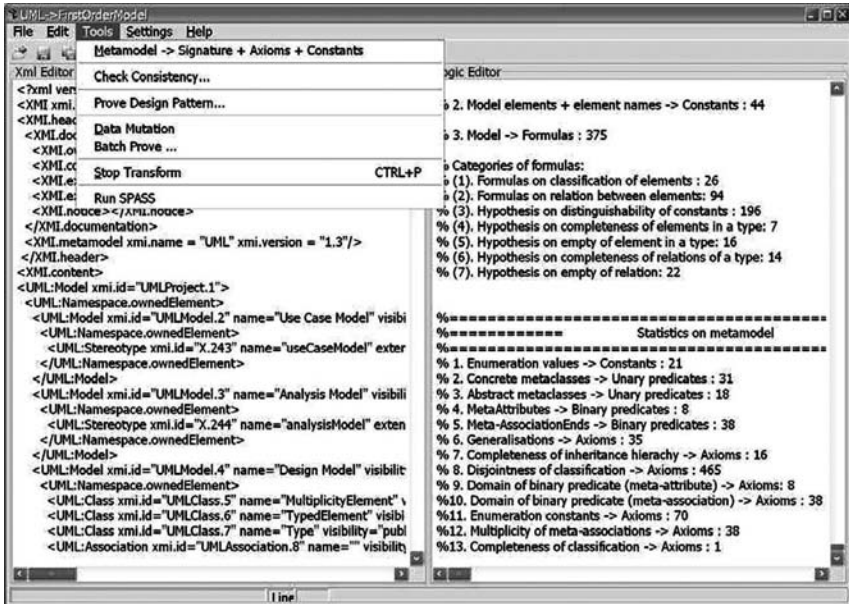 UML->FirstOrderModel
File Edit Tools Settings Help
Metamodel -> Signature + Axioms + Constants
Check Consistency...
Prove Design Pattern...
Data Mutation
Batch Prove ...
Stop Transform CTRL+P
Run SPASS
Xml Editor
<?xml
<XMI xmi.
<XMI.notice></XMI.notice>
</XMI.documentation>
<XMI.metamodel xmi.name = "UML" xmi.version = "1.3"/>
</XMI.header>
<XMI.content>
<UML:Model xmi.id="UMLProject.1">
<UML:Namespace.ownedElement>
<UML:Model xmi.id="UMLModel.2" name="Use Case Model" visibi
<UML:Namespace.ownedElement>
<UML:Stereotype xmi.id="X.243" name="useCaseModel" exter
</UML:Namespace.ownedElement>
</UML:Model>
<UML:Model xmi.id="UMLModel.3" name="Analysis Model" visibili
<UML:Namespace.ownedElement>
<UML:Stereotype xmi.id="X.244" name="analysisModel" exten
</UML:Namespace.ownedElement>
</UML:Model>
<UML:Model xmi.id="UMLModel.4" name="Design Model" visibilit
<UML:Namespace.ownedElement>
<UML:Class xmi.id="UMLClass.5" name="MultiplicityElement" v
<UML:Class xmi.id="UMLClass.6" name="TypedElement" visibi
<UML:Class xmi.id="UMLClass.7" name="Type" visibility="publ
<UML:Association xmi.id="UMLAssociation.8" name="" visibility
ogic Editor
% 2. Model elements + element names -> Constants : 44
% 3. Model -> Formulas : 375
% Categories of formulas:
% (1). Formulas on classification of elements : 26
% (2). Formulas on relation between elements: 94
% (3). Hypothesis on distinguishability of constants : 196
% (4). Hypothesis on completeness of elements in a type: 7
% (5). Hypothesis on empty of element in a type: 16
% (6). Hypothesis on completeness of relations of a type: 14
% (7). Hypothesis on empty of relation: 22
%========================================
%============ Statistics on metamodel
%========================================
% 1. Enumeration values -> Constants : 21
% 2. Concrete metaclasses -> Unary predicates : 31
% 3. Abstract metaclasses -> Unary predicates : 18
% 4. MetaAttributes -> Binary predicates : 8
% 5. Meta-AssociationEnds -> Binary predicates : 38
% 6. Generalisations -> Axioms : 35
% 7. Completeness of inheritance hierachy -> Axioms : 16
% 8. Disjointness of classification -> Axioms : 465
% 9. Domain of binary predicate (meta-attribute) -> Axioms: 8
%10. Domain of binary predicate (meta-association) -> Axioms : 38
%11. Enumeration constants -> Axioms : 70
%12. Multiplicity of meta-associations -> Axioms : 38
%13. Completeness of classification -> Axioms : 1
Line